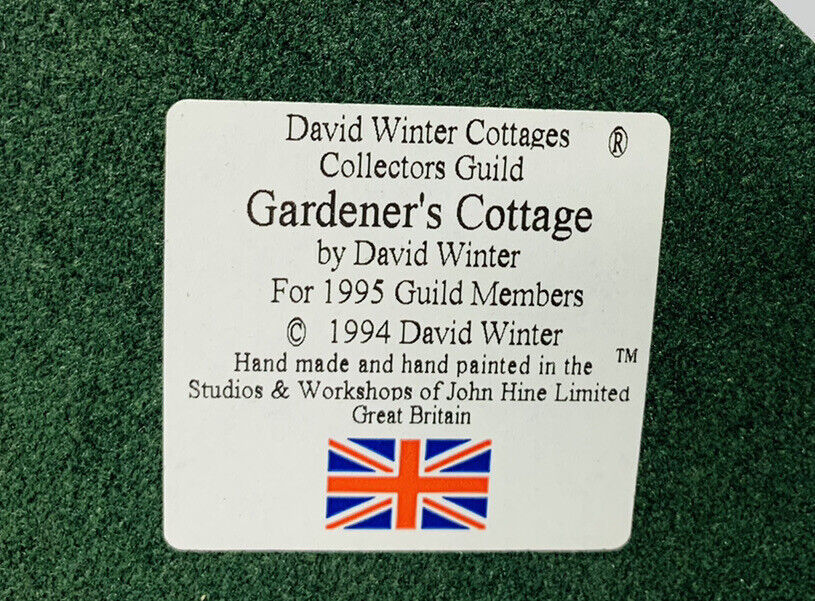 David Winter Cottages ®
Collectors Guild
Gardener's Cottage
by David Winter
For 1995 Guild Members
© 1994 David Winter
Hand made and hand painted in the ™
Studios & Workshops of John Hine Limited
Great Britain